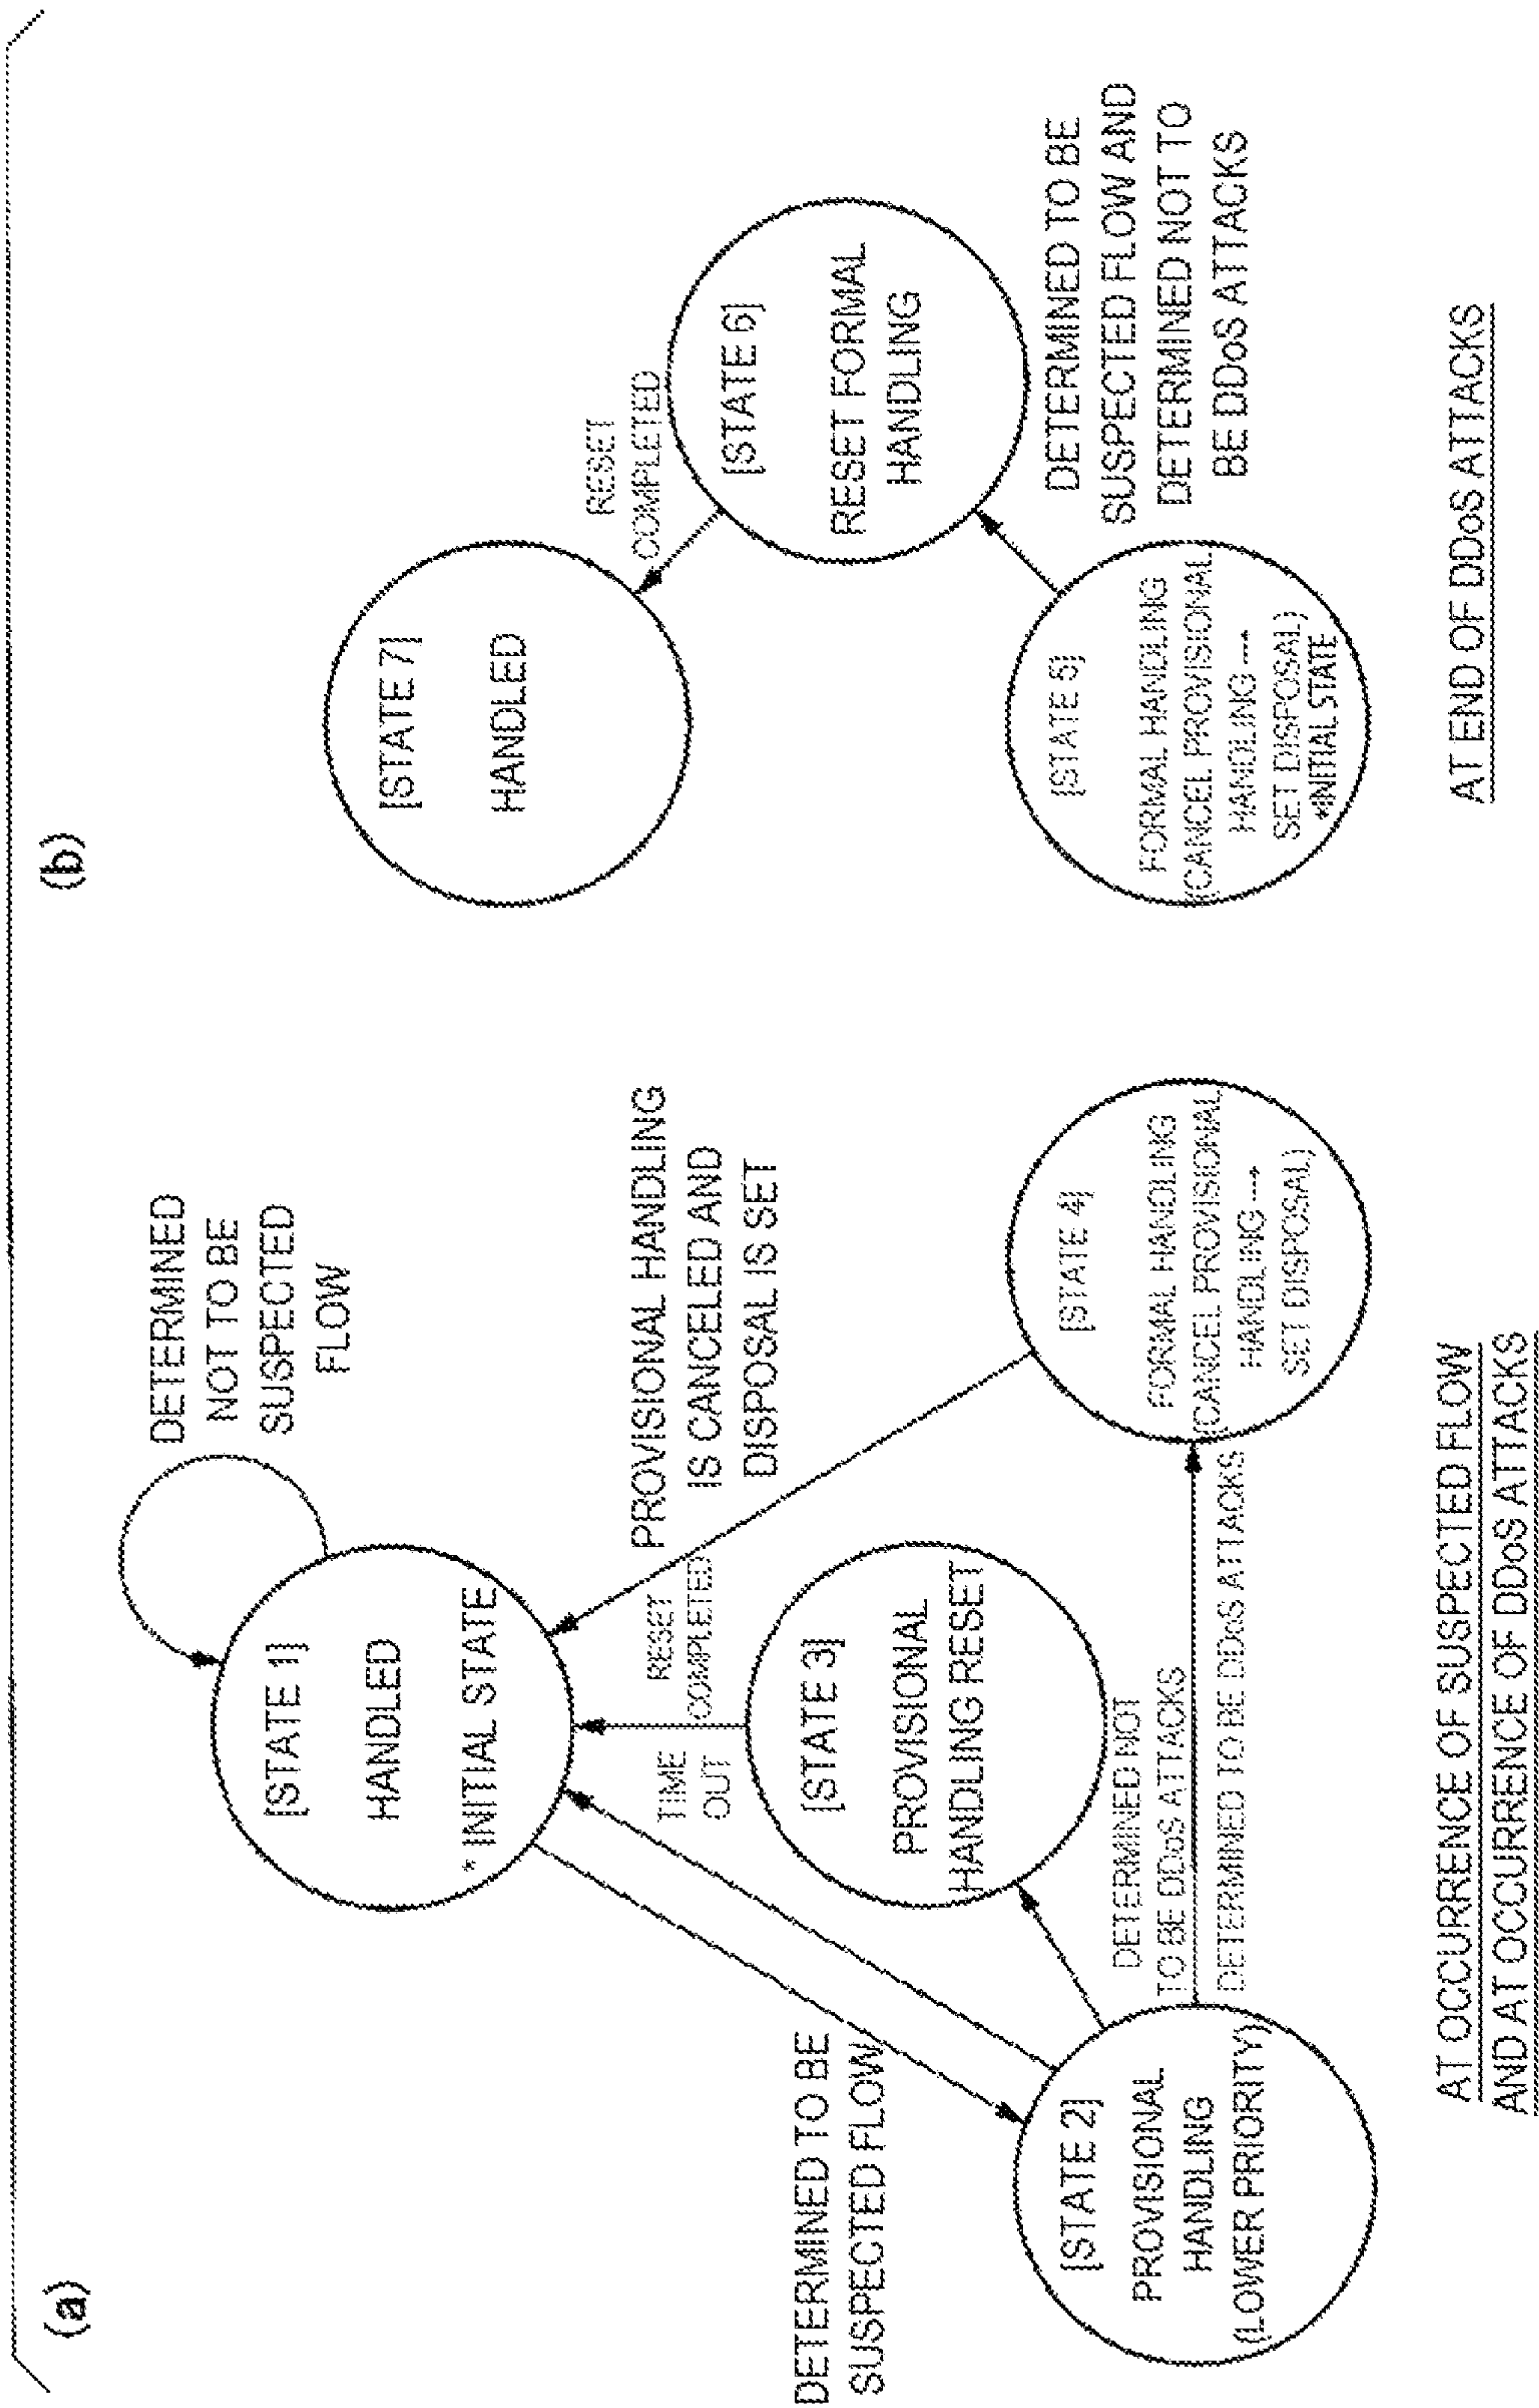 (a)
DETERMINED
NOT TO BE
SUSPECTED
FLOW
[STATE 1]
HANDLED
* INITIAL STATE
DETERMINED TO BE
SUSPECTED FLOW
TIME
OUT
RESET
COMPLETED
PROVISIONAL HANDLING
IS CANCELED AND
DISPOSAL IS SET
[STATE 3]
PROVISIONAL
HANDLING RESET
[STATE 2]
PROVISIONAL
HANDLING
(LOWER PRIORITY)
DETERMINED NOT
TO BE DDoS ATTACKS
DETERMINED TO BE DDoS ATTACKS
[STATE 4]
FORMAL HANDLING
(CANCEL PROVISIONAL
HANDLING →
SET DISPOSAL)
AT OCCURRENCE OF SUSPECTED FLOW
AND AT OCCURRENCE OF DDoS ATTACKS
(b)
[STATE 7]
HANDLED
RESET
COMPLETED
[STATE 6]
RESET FORMAL
HANDLING
[STATE 5]
FORMAL HANDLING
(CANCEL PROVISIONAL
HANDLING →
SET DISPOSAL)
*INITIAL STATE
DETERMINED TO BE
SUSPECTED FLOW AND
DETERMINED NOT TO
BE DDoS ATTACKS
AT END OF DDoS ATTACKS